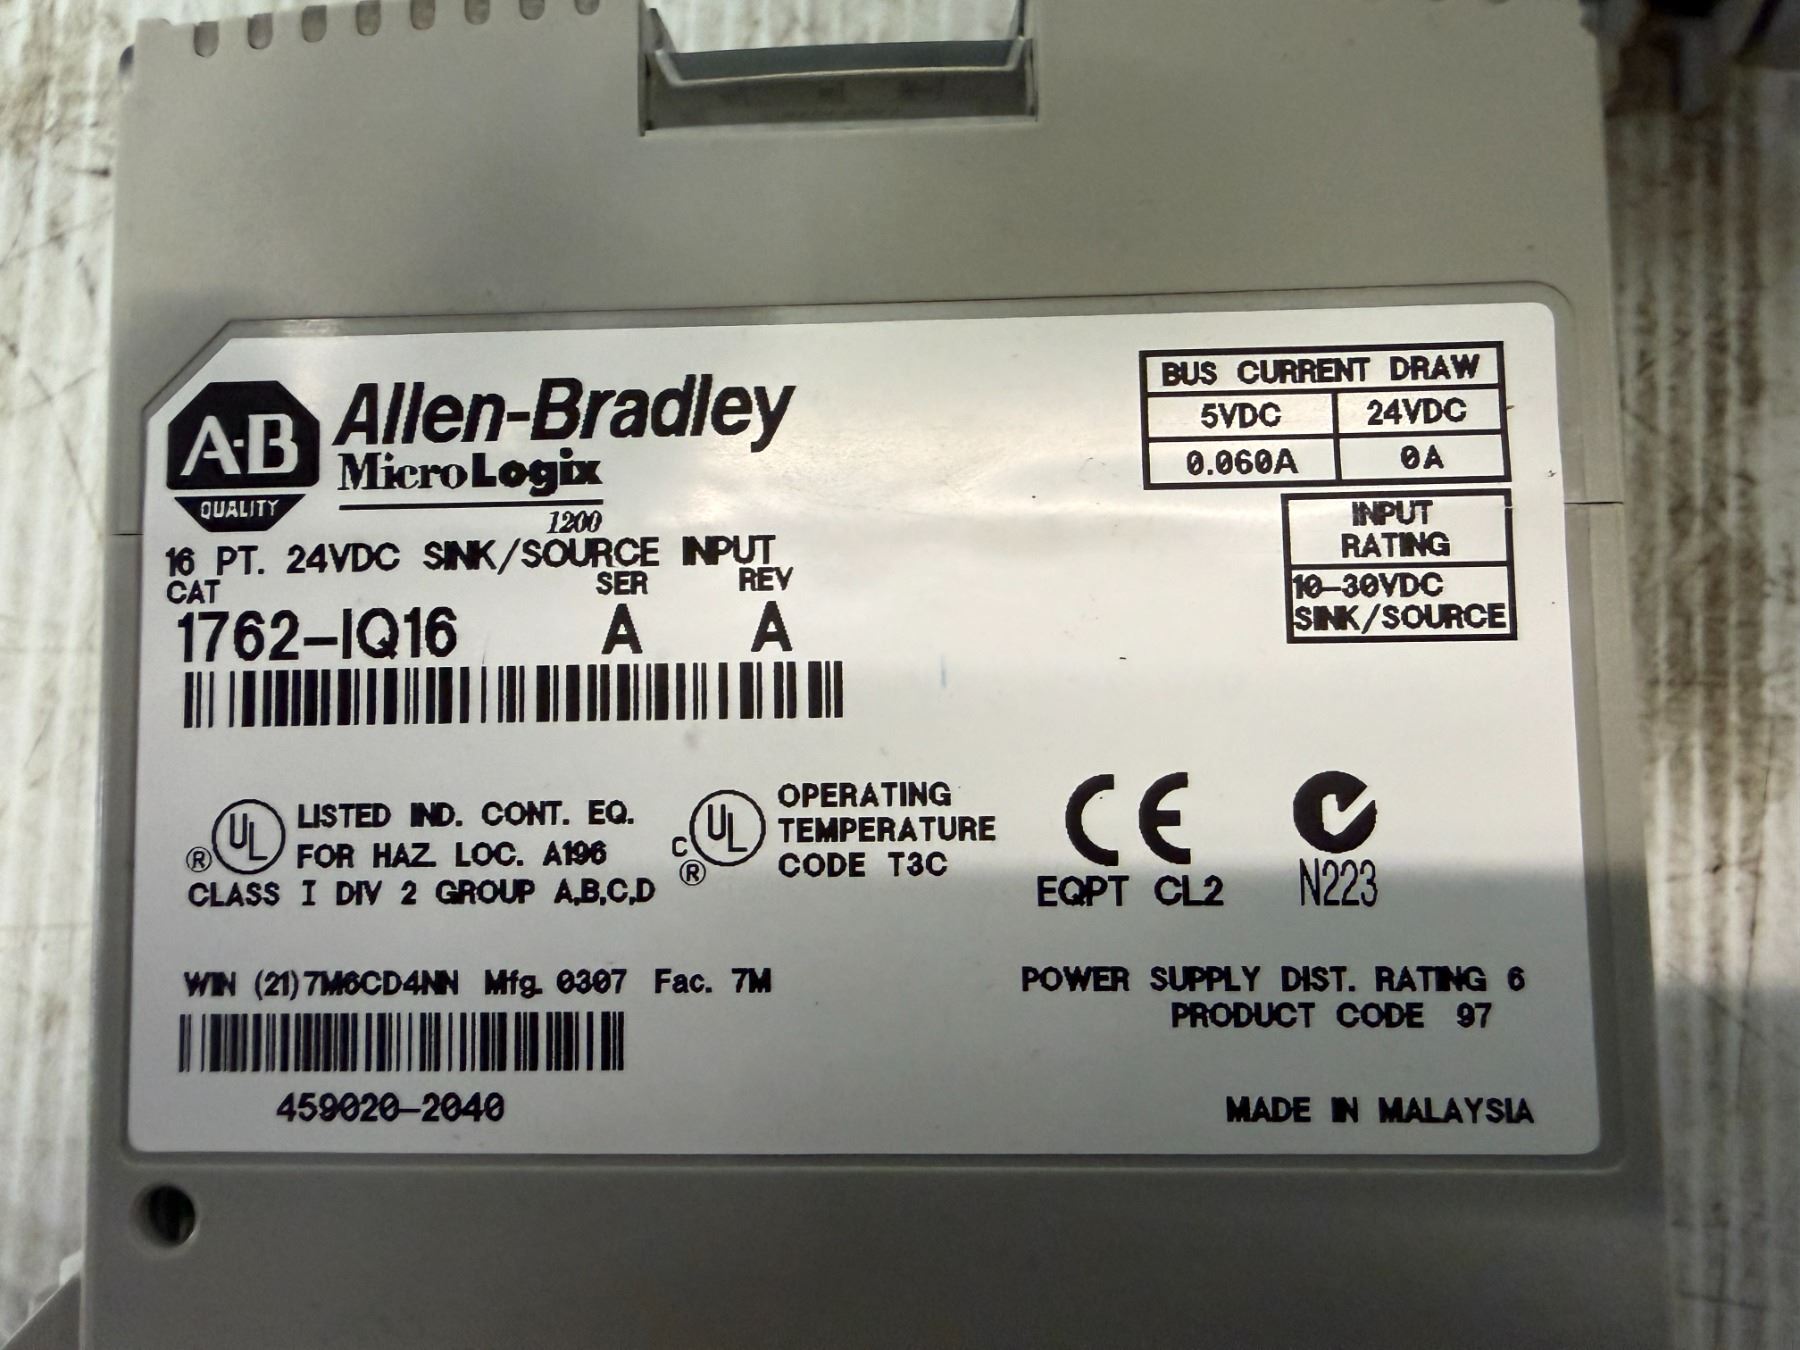 A-B
QUALITY
Allen-Bradley
MicroLogix
1200
16 PT. 24VDC SINK/SOURCE INPUT
CAT SER REV
1762-IQ16 A A
BUS CURRENT DRAW
5VDC 24VDC
0.060A 0A
INPUT
RATING
10-30VDC
SINK/SOURCE
UL ® LISTED IND. CONT. EQ.
FOR HAZ. LOC. A196
CLASS I DIV 2 GROUP A,B,C,D
C UL ® OPERATING
TEMPERATURE
CODE T3C
CE
EQPT CL2
N223
WIN (21)7M6CD4NN Mfg. 0307 Fac. 7M
459020-2040
POWER SUPPLY DIST. RATING 6
PRODUCT CODE 97
MADE IN MALAYSIA